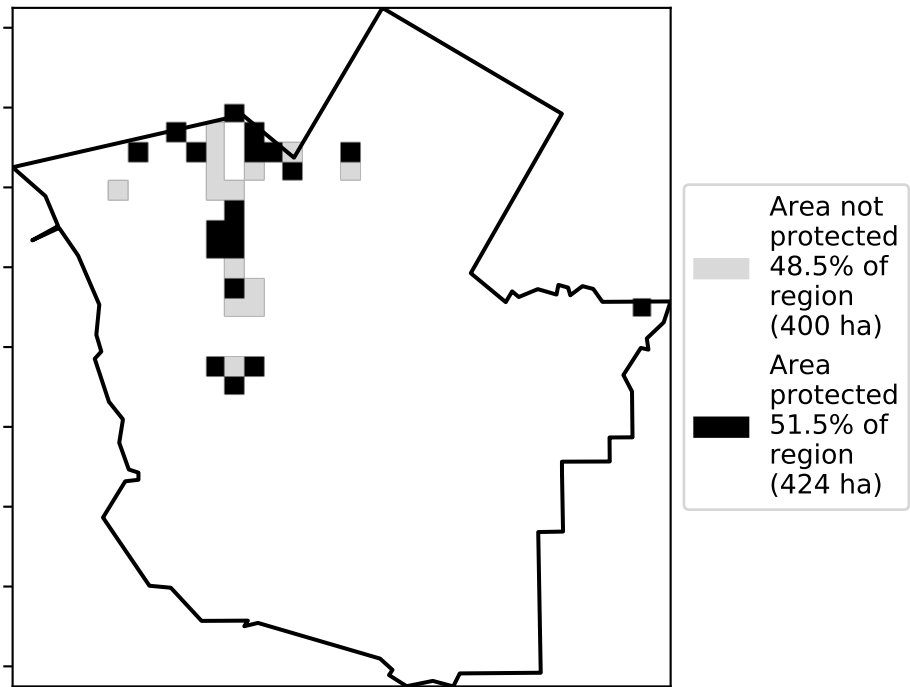 Area not
protected
48.5% of
region
(400 ha)
Area
protected
51.5% of
region
(424 ha)